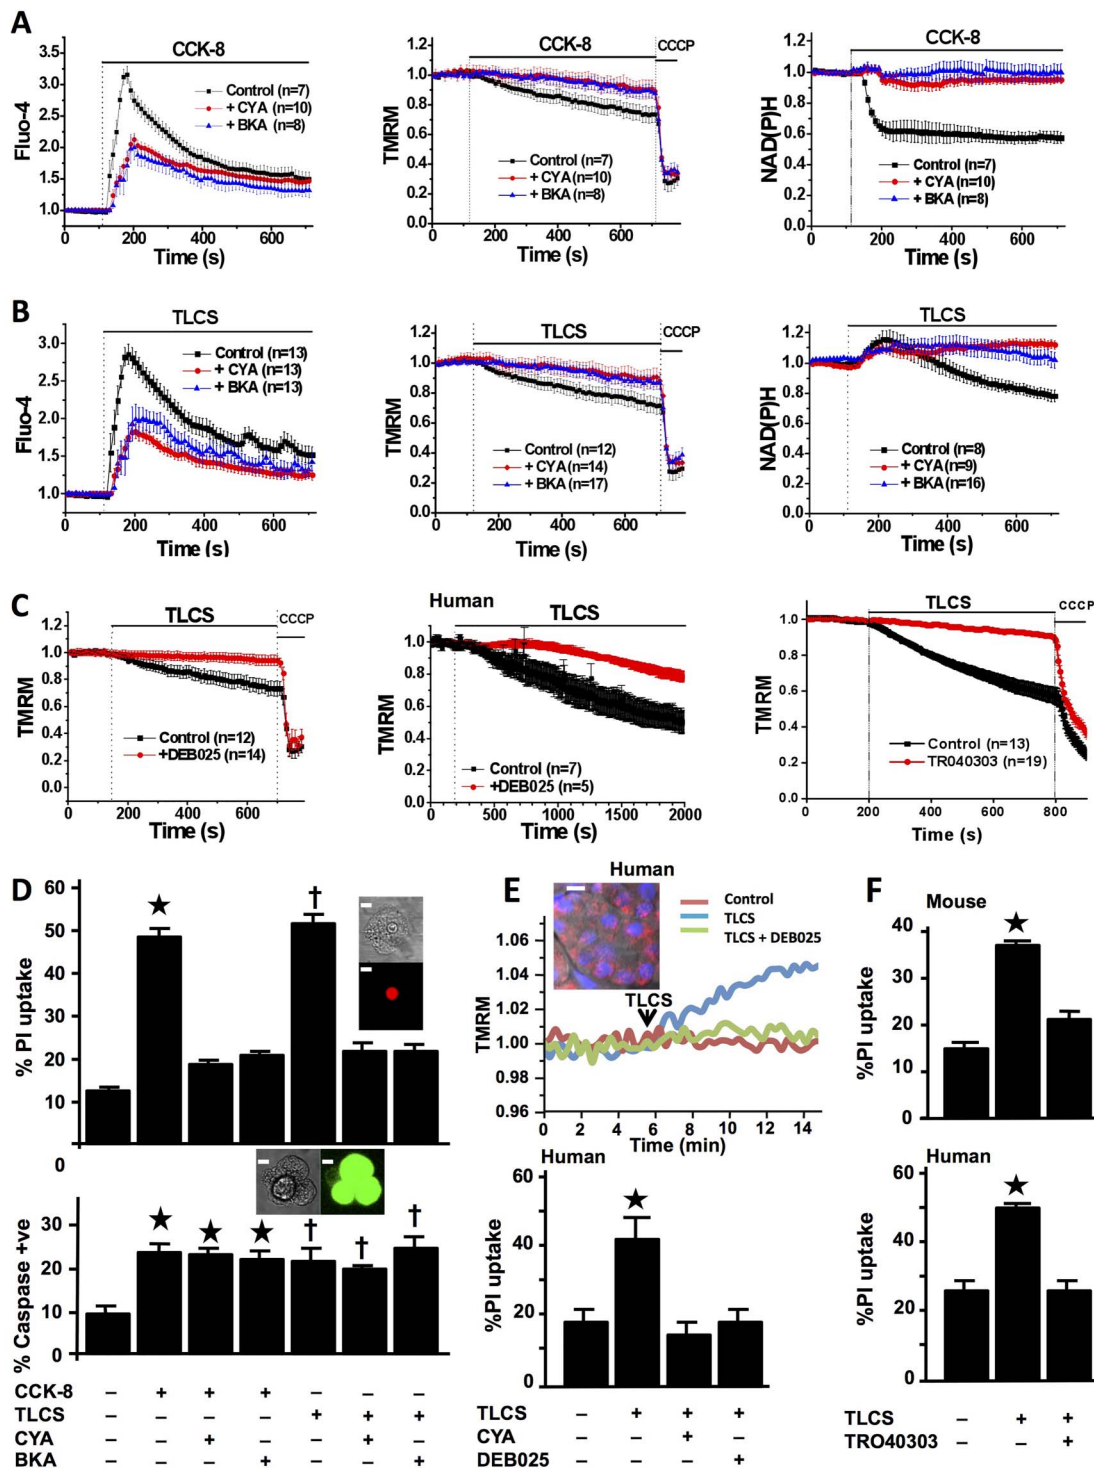 A
CCK-8
Fluo-4
3.5
3.0
2.5
2.0
1.5
1.0
Control (n=7)
+ CYA (n=10)
+ BKA (n=8)
0 200 400 600
Time (s)
CCK-8
CCCP
TMRM
1.2
1.0
0.8
0.6
0.4
0.2
0.0
Control (n=7)
+ CYA (n=10)
+ BKA (n=8)
0 200 400 600 800
Time (s)
CCK-8
NAD(P)H
1.2
1.0
0.8
0.6
0.4
0.2
0.0
Control (n=7)
+ CYA (n=10)
+ BKA (n=8)
0 200 400 600
Time (s)
B
TLCS
Fluo-4
3.0
2.5
2.0
1.5
1.0
Control (n=13)
+ CYA (n=13)
+ BKA (n=13)
0 200 400 600
Time (s)
TLCS
CCCP
TMRM
1.2
1.0
0.8
0.6
0.4
0.2
0.0
Control (n=12)
+ CYA (n=14)
+ BKA (n=17)
0 200 400 600 800
Time (s)
TLCS
NAD(P)H
1.2
1.0
0.8
0.6
0.4
0.2
0.0
Control (n=8)
+ CYA (n=9)
+ BKA (n=16)
0 200 400 600
Time (s)
C
TLCS
CCCP
TMRM
1.2
1.0
0.8
0.6
0.4
0.2
0.0
Control (n=12)
+DEB025 (n=14)
0 200 400 600 800
Time (s)
Human
TLCS
TMRM
1.0
0.8
0.6
0.4
0.2
0.0
Control (n=7)
+DEB025 (n=5)
0 500 1000 1500 2000
Time (s)
TLCS
CCCP
TMRM
1.0
0.8
0.6
0.4
0.2
0.0
Control (n=13)
TR040303 (n=19)
0 200 400 600 800
Time (s)
D
% PI uptake
60
50
40
30
20
10
0
★ †
% Caspase +ve
30
20
10
0
★ ★ ★ † † †
CCK-8 – + + + – – –
TLCS – – – – + + +
CYA – – + – – + –
BKA – – – + – – +
E
Human
Control
TLCS
TLCS + DEB025
TMRM
1.06
1.04
1.02
1.00
0.98
0.96
TLCS
0 2 4 6 8 10 12 14
Time (min)
Human
%PI uptake
60
40
20
0
★
TLCS – + + +
CYA – – + –
DEB025 – – – +
F
Mouse
%PI uptake
40
30
15
0
★
Human
%PI uptake
60
40
20
0
★
TLCS – + +
TRO40303 – – +